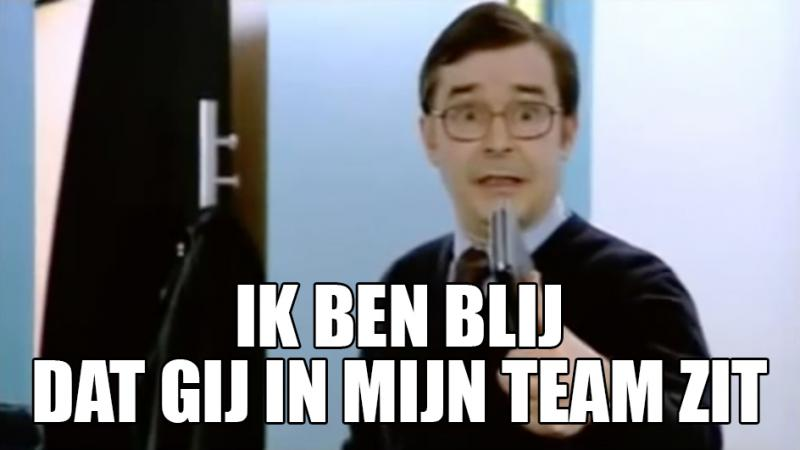 IK BEN BLIJ
DAT GIJ IN MIJN TEAM ZIT